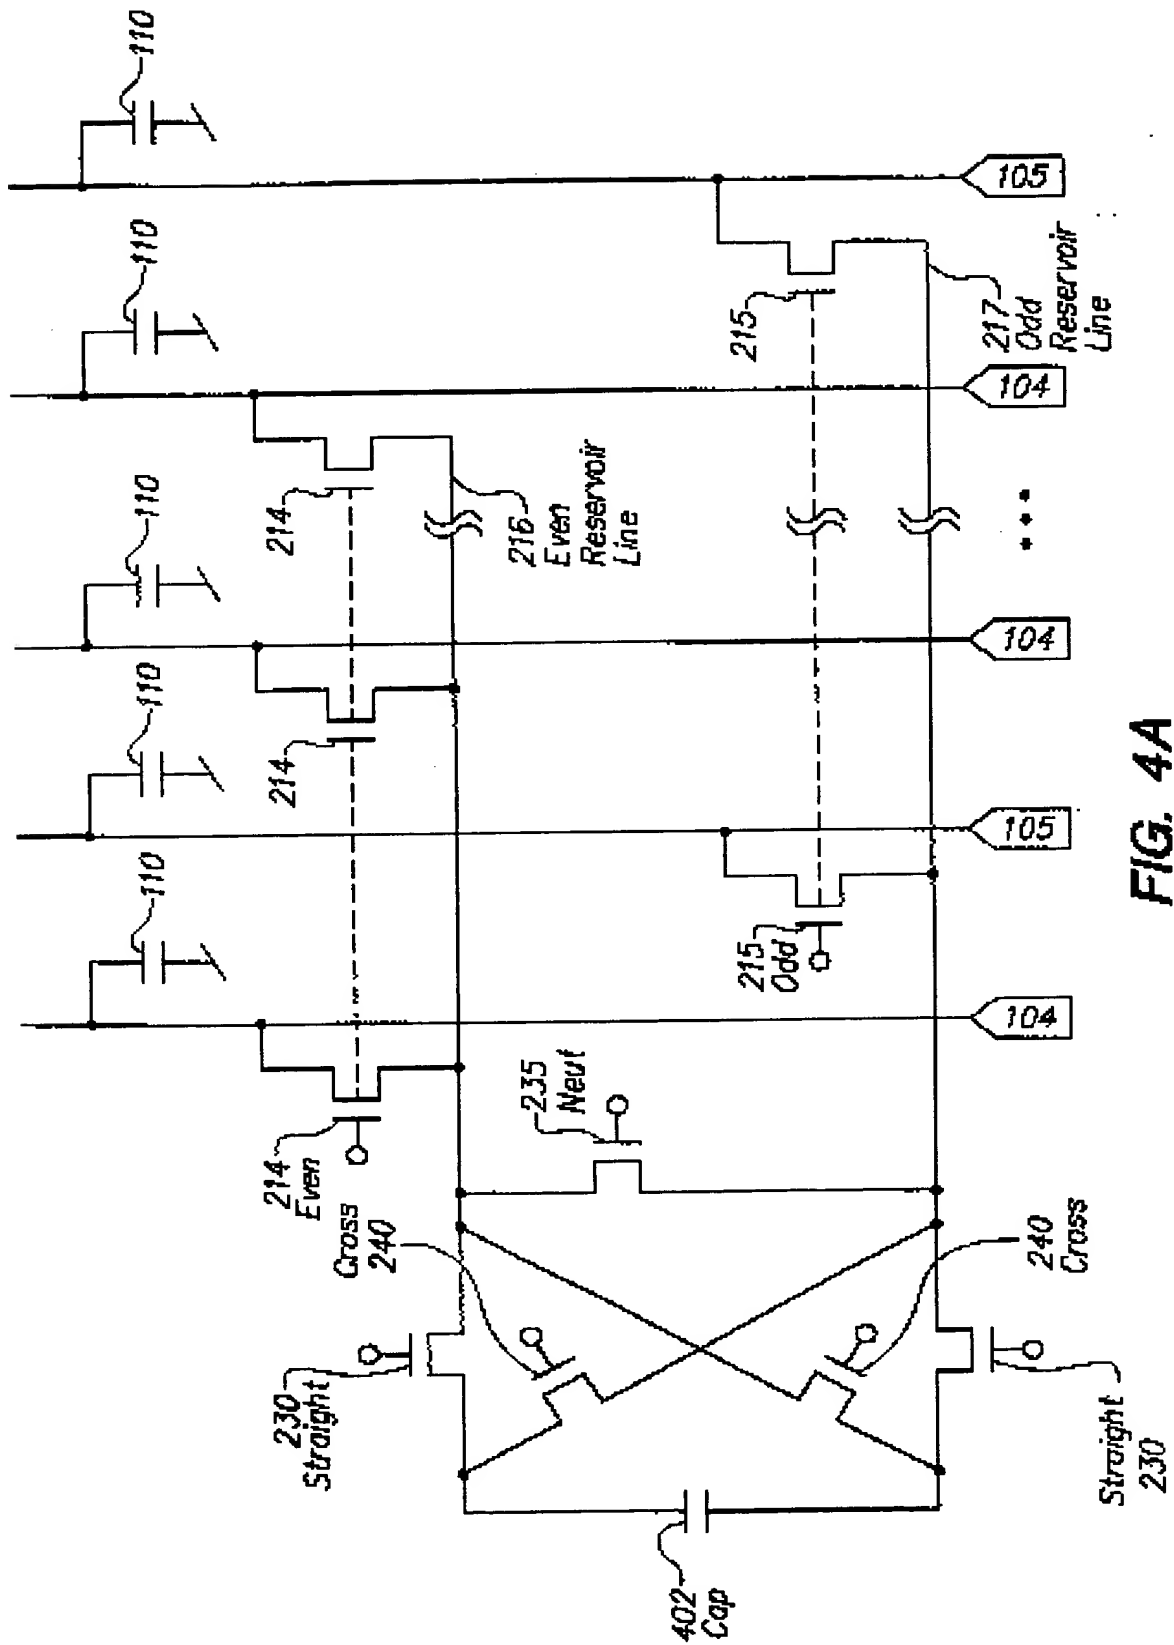 110
110
110
110
110
214
Even
214
214
216
Even
Reservoir
Line
215
Odd
215
217
Odd
Reservoir
Line
235
Neut
Cross
240
230
Straight
240
Cross
Straight
230
402
Cap
104
105
104
104
105
FIG. 4A